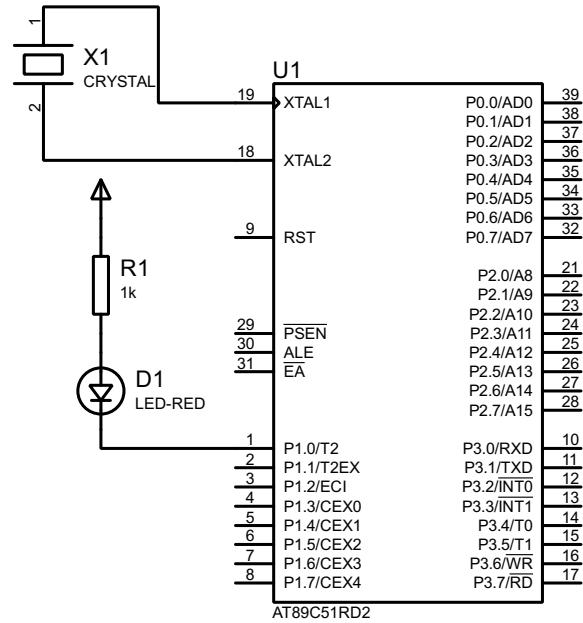 1
X1
CRYSTAL
2
U1
19 XTAL1
18 XTAL2
9 RST
29 PSEN
30 ALE
31 EA
1 P1.0/T2
2 P1.1/T2EX
3 P1.2/ECI
4 P1.3/CEX0
5 P1.4/CEX1
6 P1.5/CEX2
7 P1.6/CEX3
8 P1.7/CEX4
P0.0/AD0 39
P0.1/AD1 38
P0.2/AD2 37
P0.3/AD3 36
P0.4/AD4 35
P0.5/AD5 34
P0.6/AD6 33
P0.7/AD7 32
P2.0/A8 21
P2.1/A9 22
P2.2/A10 23
P2.3/A11 24
P2.4/A12 25
P2.5/A13 26
P2.6/A14 27
P2.7/A15 28
P3.0/RXD 10
P3.1/TXD 11
P3.2/INT0 12
P3.3/INT1 13
P3.4/T0 14
P3.5/T1 15
P3.6/WR 16
P3.7/RD 17
AT89C51RD2
R1
1k
D1
LED-RED